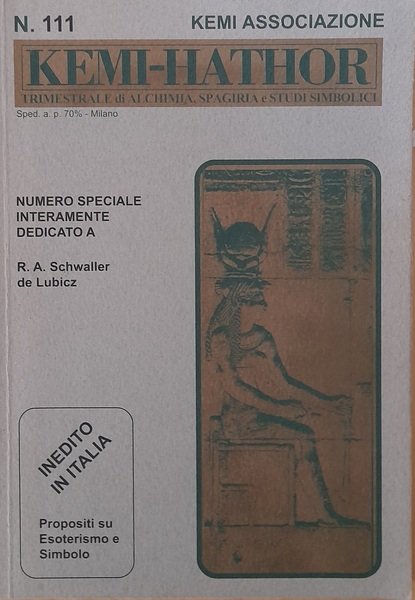 N. 111
KEMI ASSOCIAZIONE
KEMI-HATHOR
TRIMESTRALE di ALCHIMIA, SPAGIRIA e STUDI SIMBOLICI
Sped. a. p. 70% - Milano
NUMERO SPECIALE
INTERAMENTE
DEDICATO A
R. A. Schwaller
de Lubicz
INEDITO
IN ITALIA
Propositi su
Esoterismo e
Simbolo